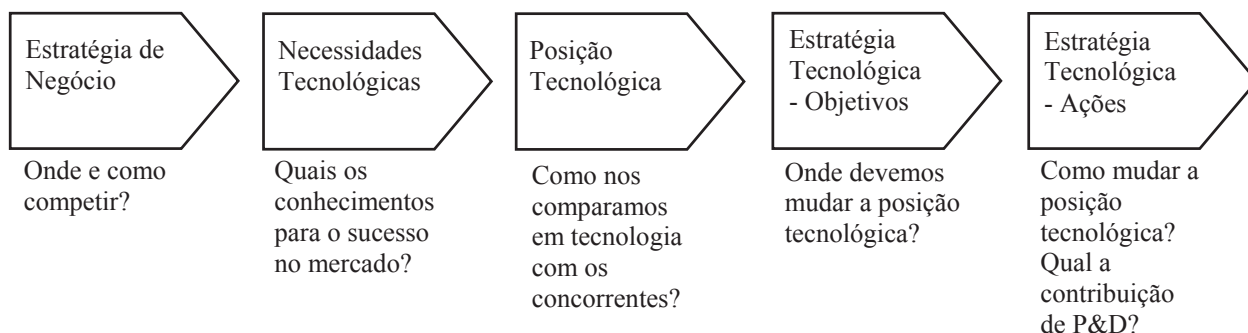 Estratégia de
Negócio
Onde e como
competir?
Necessidades
Tecnológicas
Quais os
conhecimentos
para o sucesso
no mercado?
Posição
Tecnológica
Como nos
comparamos
em tecnologia
com os
concorrentes?
Estratégia
Tecnológica
- Objetivos
Onde devemos
mudar a posição
tecnológica?
Estratégia
Tecnológica
- Ações
Como mudar a
posição
tecnológica?
Qual a
contribuição
de P&D?